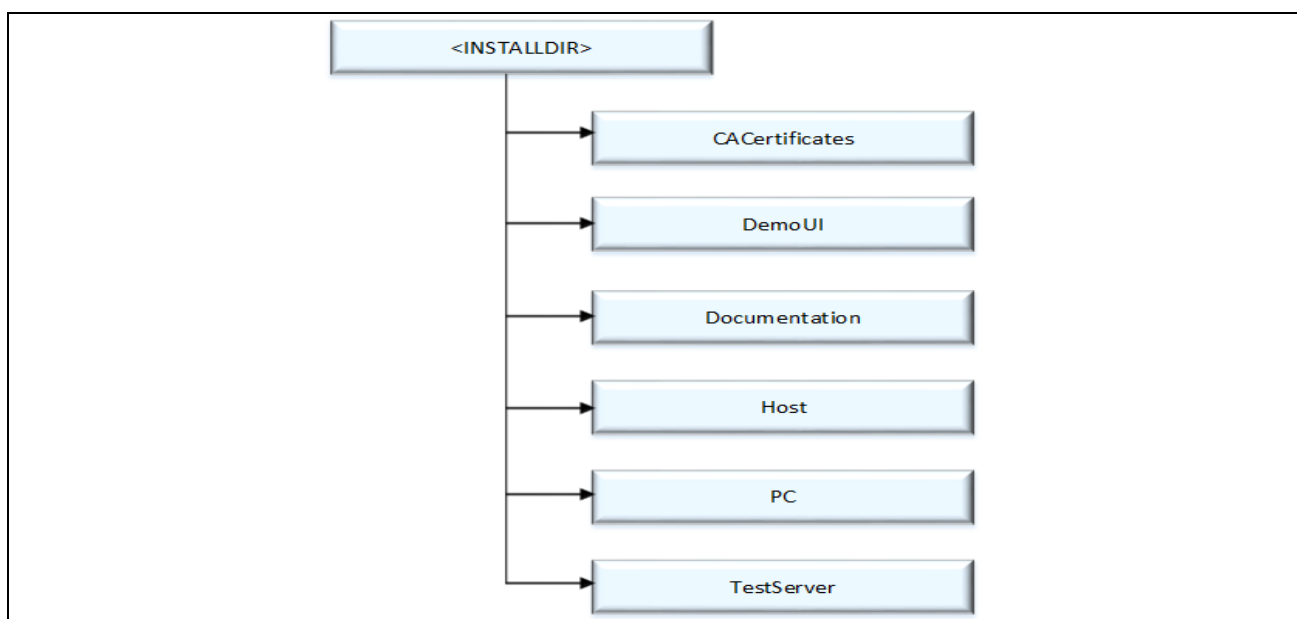 <INSTALLDIR>
CACertificates
DemoUI
Documentation
Host
PC
TestServer